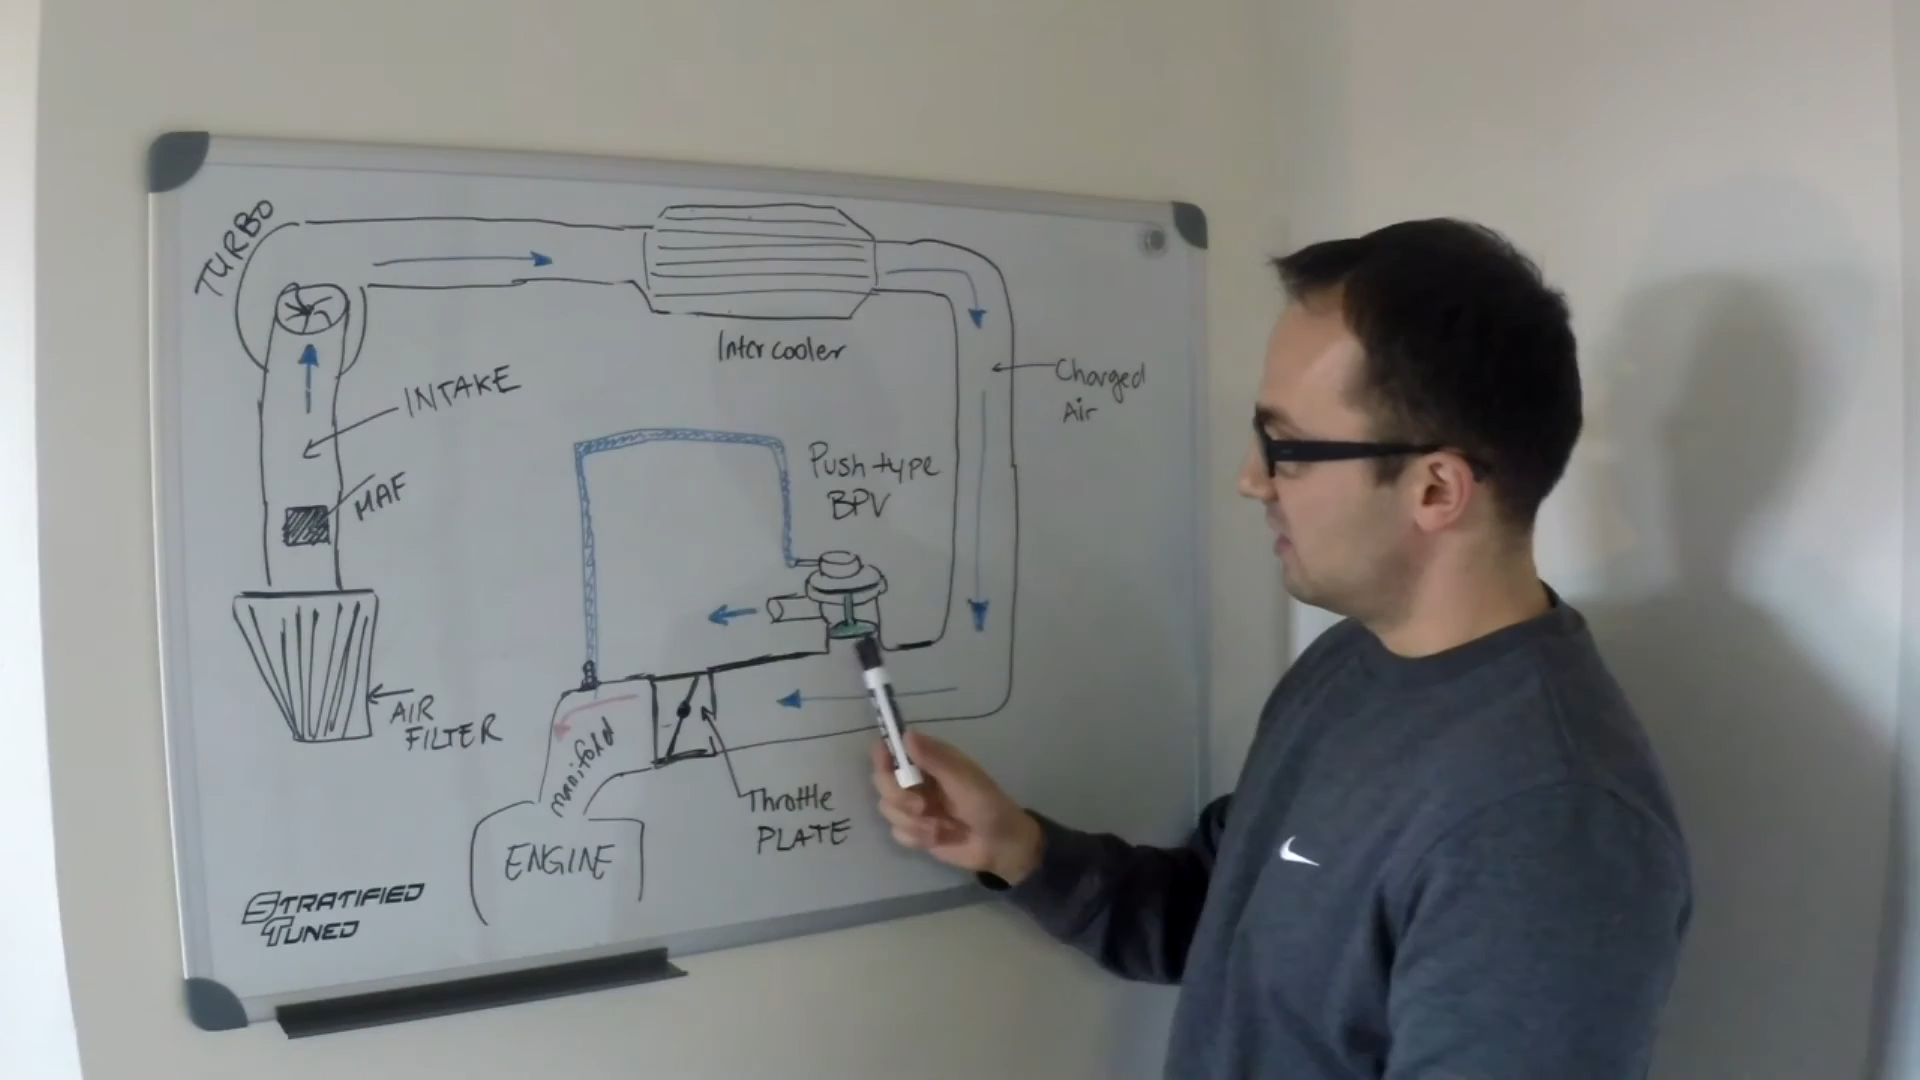 TURBO
Intercooler
INTAKE
Charged
Air
MAF
Push type
BPV
AIR
FILTER
manifold
Throttle
PLATE
ENGINE
STRATIFIED
TUNED